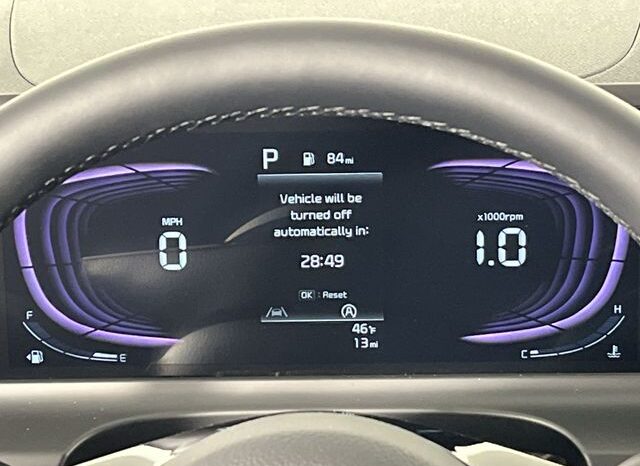 P 84 mi
Vehicle will be
turned off
automatically in:
28:49
OK : Reset
MPH
0
x1000rpm
1.0
A
46°F
13 mi
F
E
H
C